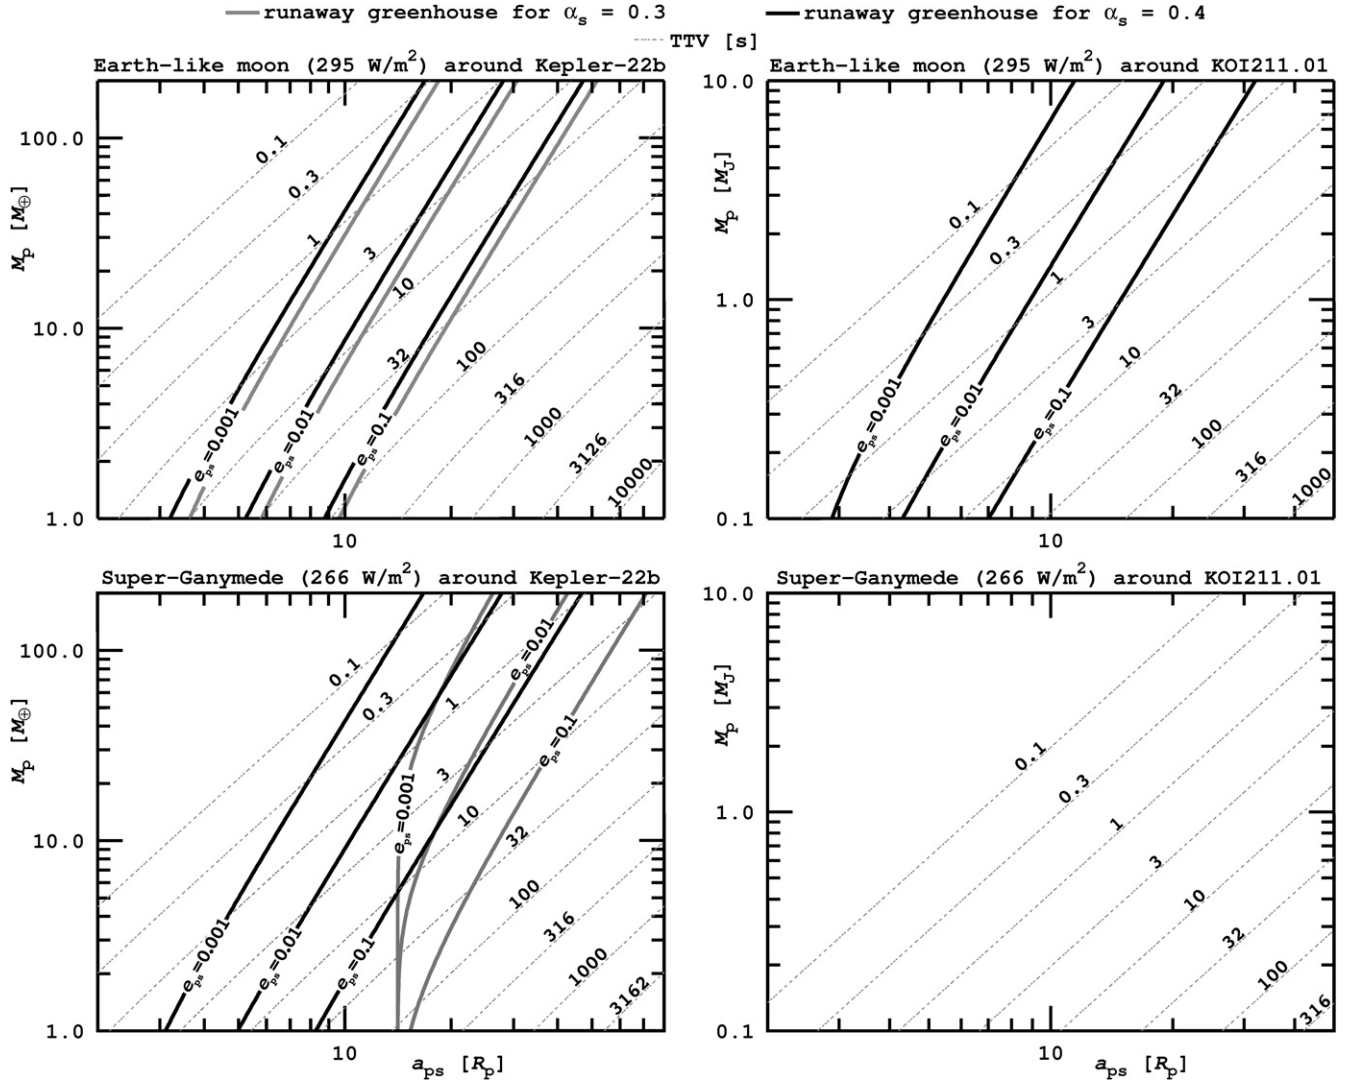 runaway greenhouse for αs = 0.3
runaway greenhouse for αs = 0.4
TTV [s]
Earth-like moon (295 W/m2) around Kepler-22b
Mp [M⊕]
100.0
10.0
1.0
10
0.1
0.3
1
3
10
32
100
316
1000
3126
10000
eps=0.001
eps=0.01
eps=0.1
Earth-like moon (295 W/m2) around KOI211.01
Mp [MJ]
10.0
1.0
0.1
10
0.1
0.3
1
3
10
32
100
316
1000
eps=0.001
eps=0.01
eps=0.1
Super-Ganymede (266 W/m2) around Kepler-22b
Mp [M⊕]
100.0
10.0
1.0
10
aps [Rp]
0.1
0.3
1
3
10
32
100
316
1000
3162
eps=0.001
eps=0.01
eps=0.1
eps=0.001
eps=0.01
eps=0.1
Super-Ganymede (266 W/m2) around KOI211.01
Mp [MJ]
10.0
1.0
0.1
10
aps [Rp]
0.1
0.3
1
3
10
32
100
316